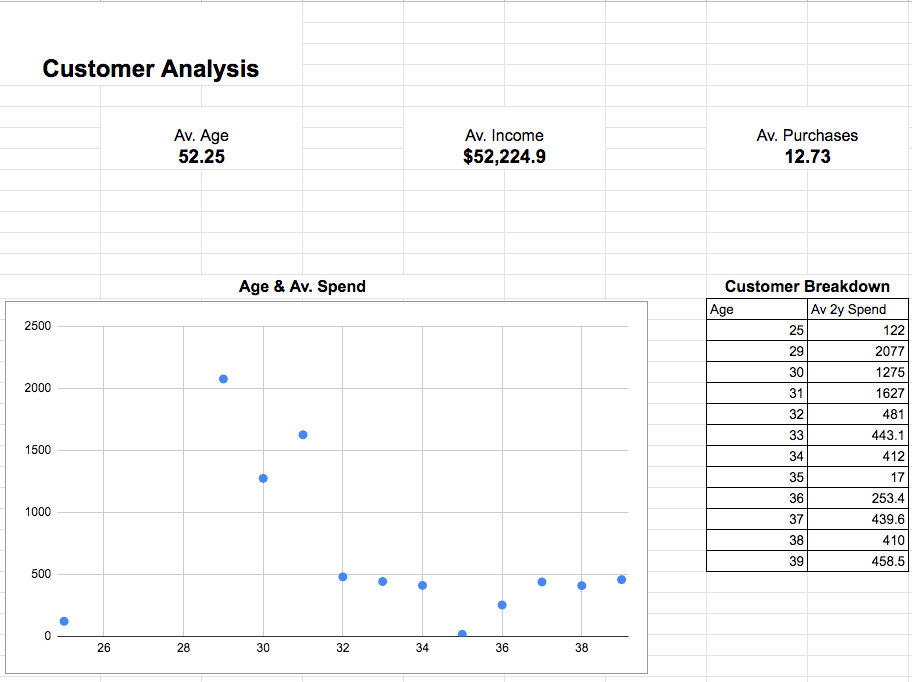 Customer Analysis
Av. Age
52.25
Av. Income
$52,224.9
Av. Purchases
12.73
Age & Av. Spend
2500
2000
1500
1000
500
0
26 28 30 32 34 36 38
Customer Breakdown
Age Av 2y Spend
25 122
29 2077
30 1275
31 1627
32 481
33 443.1
34 412
35 17
36 253.4
37 439.6
38 410
39 458.5